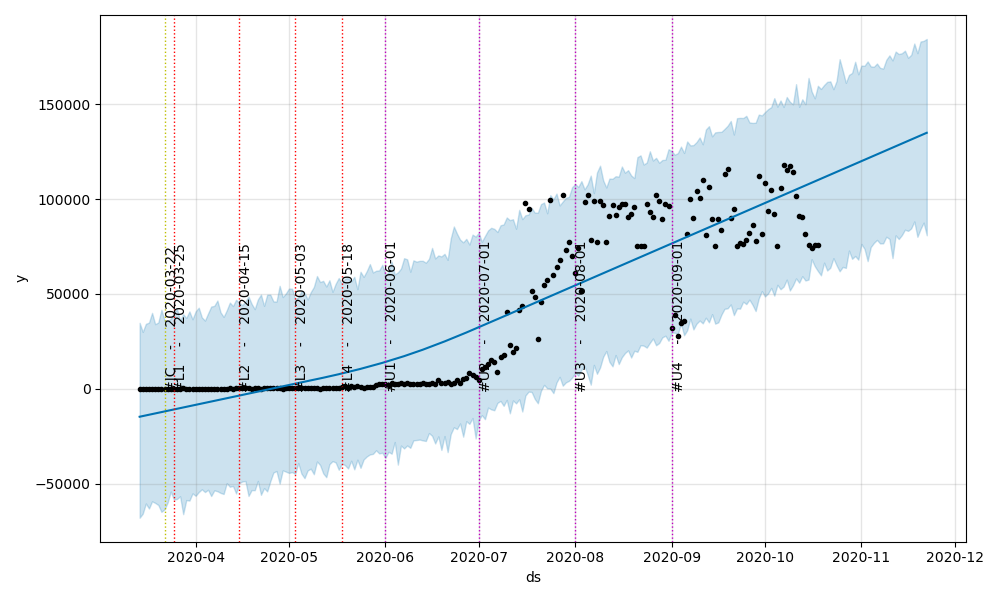 y
150000
100000
50000
0
−50000
#JC - 2020-03-22
#L1 - 2020-03-25
#L2 - 2020-04-15
#L3 - 2020-05-03
#L4 - 2020-05-18
#U1 - 2020-06-01
#U2 - 2020-07-01
#U3 - 2020-08-01
#U4 - 2020-09-01
2020-04 2020-05 2020-06 2020-07 2020-08 2020-09 2020-10 2020-11 2020-12
ds